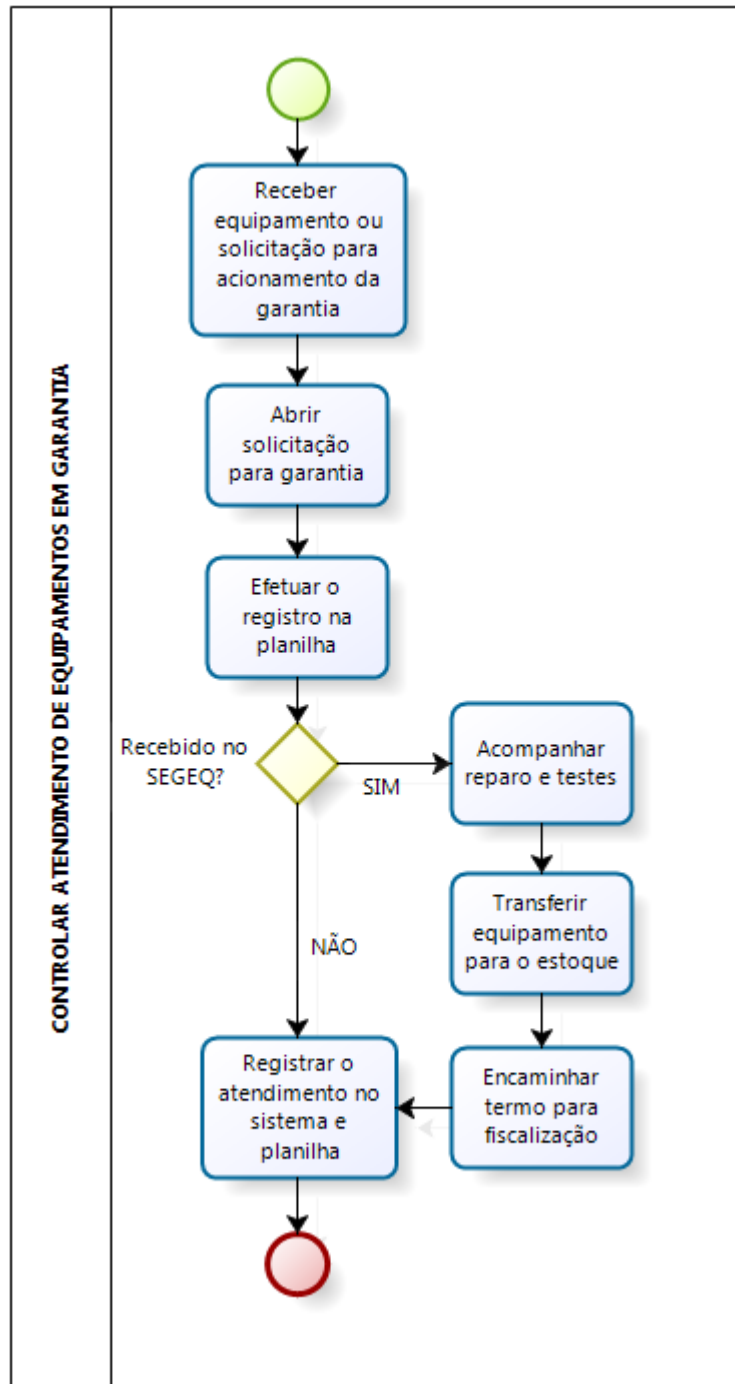 CONTROLAR ATENDIMENTO DE EQUIPAMENTOS EM GARANTIA
Receber
equipamento ou
solicitação para
acionamento da
garantia
Abrir
solicitação
para garantia
Efetuar o
registro na
planilha
Recebido no
SEGEQ?
SIM
Acompanhar
reparo e testes
Transferir
equipamento
para o estoque
NÃO
Encaminhar
termo para
fiscalização
Registrar o
atendimento no
sistema e
planilha